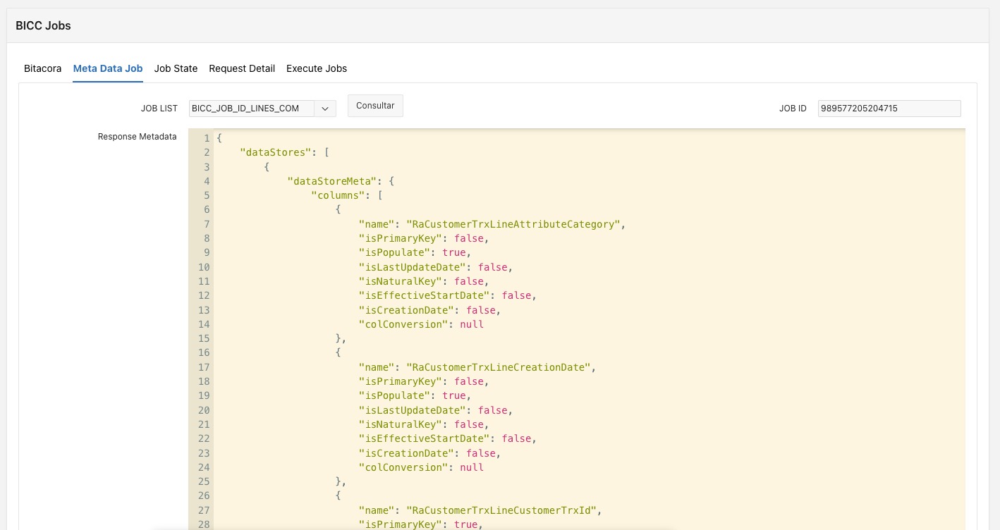 BICC Jobs
Bitacora Meta Data Job Job State Request Detail Execute Jobs
JOB LIST BICC_JOB_ID_LINES_COM Consultar JOB ID 989577205204715
Response Metadata
1 {
2 "dataStores": [
3 {
4 "dataStoreMeta": {
5 "columns": [
6 {
7 "name": "RaCustomerTrxLineAttributeCategory",
8 "isPrimaryKey": false,
9 "isPopulate": true,
10 "isLastUpdateDate": false,
11 "isNaturalKey": false,
12 "isEffectiveStartDate": false,
13 "isCreationDate": false,
14 "colConversion": null
15 },
16 {
17 "name": "RaCustomerTrxLineCreationDate",
18 "isPrimaryKey": false,
19 "isPopulate": true,
20 "isLastUpdateDate": false,
21 "isNaturalKey": false,
22 "isEffectiveStartDate": false,
23 "isCreationDate": false,
24 "colConversion": null
25 },
26 {
27 "name": "RaCustomerTrxLineCustomerTrxId",
28 "isPrimaryKey": true,